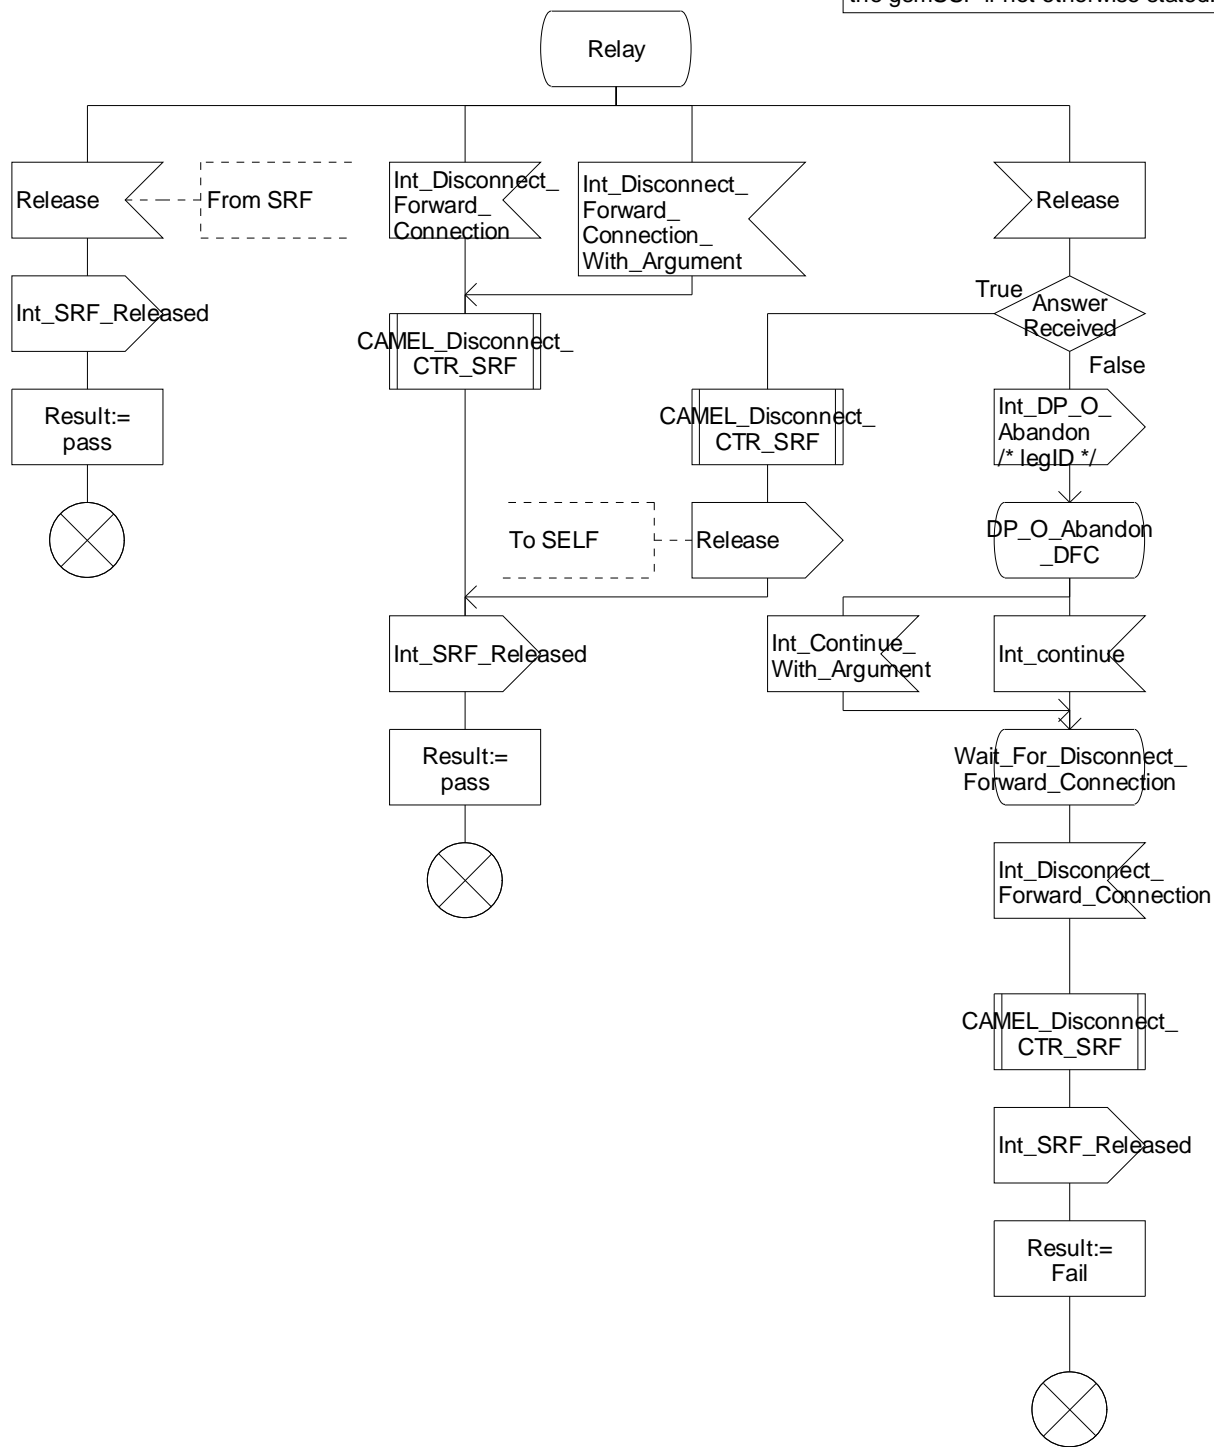 the gsmSSF if not otherwise stated.
Relay
Release
From SRF
Int_Disconnect_
Forward_
Connection
Int_Disconnect_
Forward_
Connection_
With_Argument
Release
Int_SRF_Released
CAMEL_Disconnect_
CTR_SRF
True
Answer
Received
False
Result:=
pass
CAMEL_Disconnect_
CTR_SRF
Int_DP_O_
Abandon
/* legID */
To SELF
Release
DP_O_Abandon
_DFC
Int_SRF_Released
Int_Continue_
With_Argument
Int_continue
Result:=
pass
Wait_For_Disconnect_
Forward_Connection
Int_Disconnect_
Forward_Connection
CAMEL_Disconnect_
CTR_SRF
Int_SRF_Released
Result:=
Fail